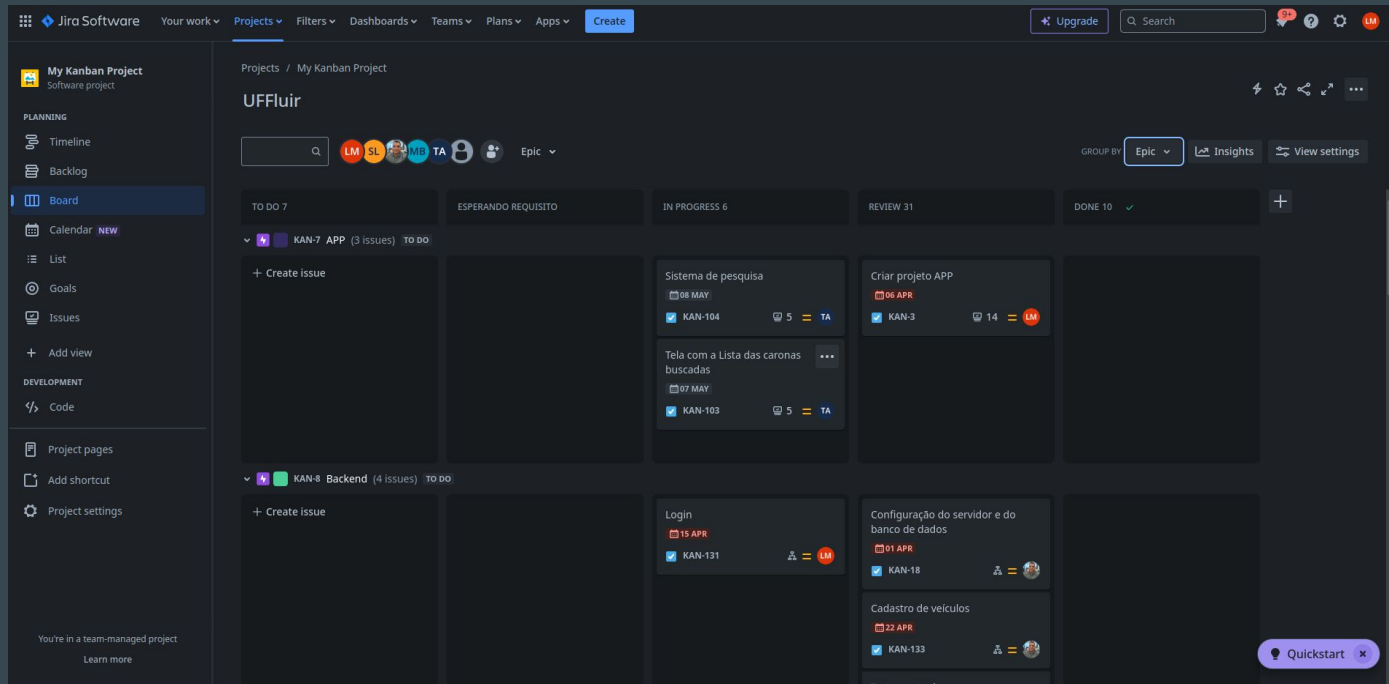 Jira Software Your work Projects Filters Dashboards Teams Plans Apps Create Upgrade Search 9+ LM
My Kanban Project
Software project
PLANNING
Timeline
Backlog
Board
Calendar NEW
List
Goals
Issues
+ Add view
DEVELOPMENT
Code
Project pages
Add shortcut
Project settings
You're in a team-managed project
Learn more
Projects / My Kanban Project
UFFluir
LM SL MB TA Epic GROUP BY Epic Insights View settings
TO DO 7 ESPERANDO REQUISITO IN PROGRESS 6 REVIEW 31 DONE 10
KAN-7 APP (3 issues) TO DO
+ Create issue
Sistema de pesquisa
08 MAY
KAN-104 5 TA
Tela com a Lista das caronas
buscadas
07 MAY
KAN-103 5 TA
Criar projeto APP
06 APR
KAN-3 14 LM
KAN-8 Backend (4 issues) TO DO
+ Create issue
Login
15 APR
KAN-131 LM
Configuração do servidor e do
banco de dados
01 APR
KAN-18
Cadastro de veículos
22 APR
KAN-133
Quickstart